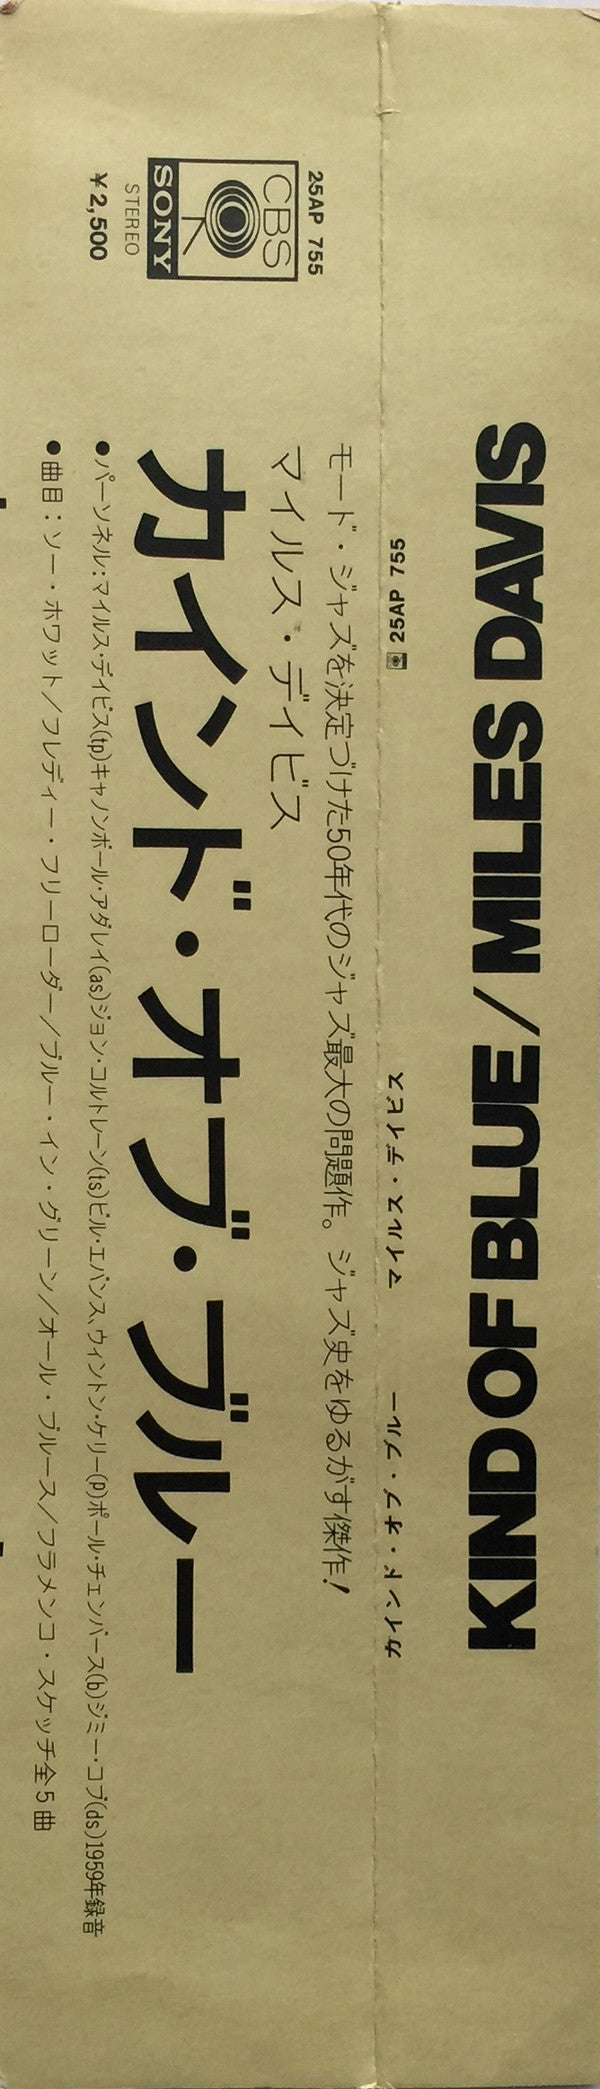 25AP 755
CBS
SONY
STEREO
¥2,500
モード・ジャズを決定づけた50年代のジャズ最大の問題作。ジャズ史をゆるがす傑作!
マイルス・デイビス
カインド・オブ・ブルー
●パーソネル:マイルス・デイビス(tp)キャノンボール・アダレイ(as)ジョン・コルトレーン(ts)ビル・エバンス、ウィントン・ケリー(p)ポール・チェンバース(b)ジミー・コブ(ds)1959年録音
●曲目:ソー・ホワット/フレディー・フリーローダー/ブルー・イン・グリーン/オール・ブルース/フラメンコ・スケッチ全5曲
カインド・オブ・ブルー マイルス・デイビス 25AP 755
KIND OF BLUE / MILES DAVIS